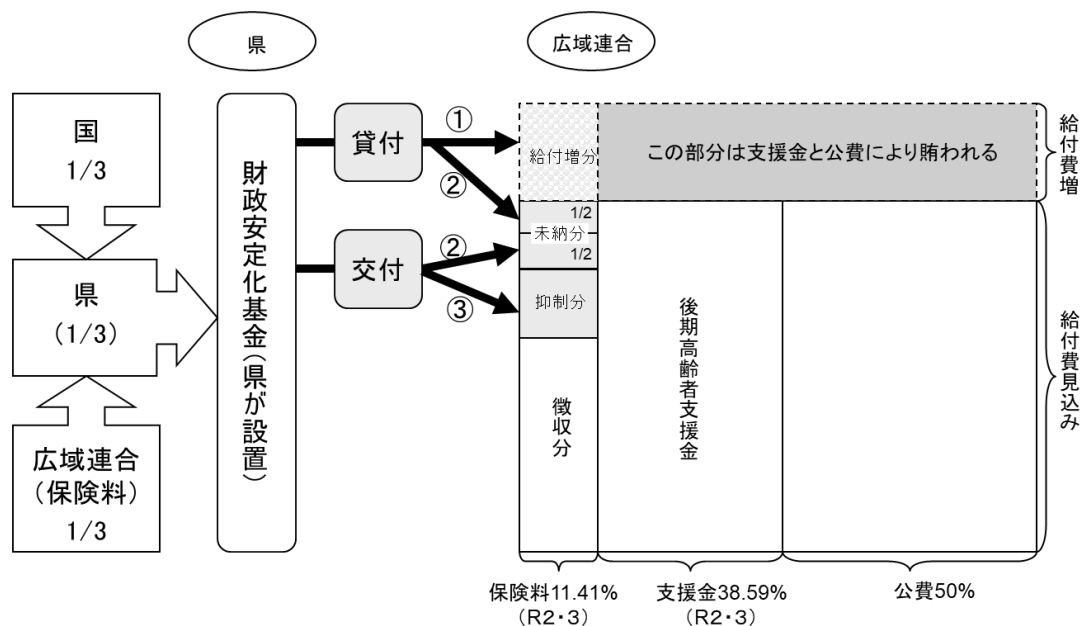 県
広域連合
国
1/3
県
(1/3)
広域連合
(保険料)
1/3
財政安定化基金(県が設置)
貸付
交付
①
②
②
③
給付増分
この部分は支援金と公費により賄われる
1/2
未納分
1/2
抑制分
徴収分
後期高齢者支援金
給付費増
給付費見込み
保険料11.41%
(R2・3)
支援金38.59%
(R2・3)
公費50%